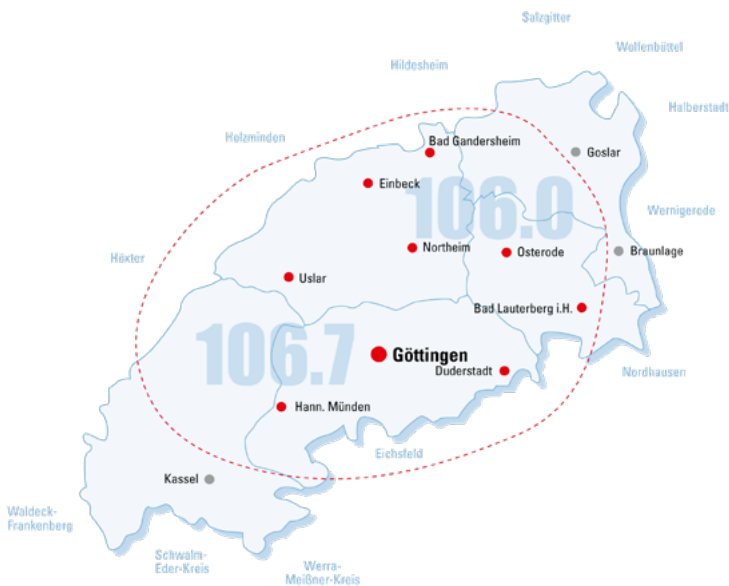 Salzgitter
Wolfenbüttel
Hildesheim
Halberstadt
Holzminden
Bad Gandersheim
Goslar
Einbeck
106.0
Wernigerode
Northeim
Osterode
Braunlage
Höxter
Uslar
Bad Lauterberg i.H.
106.7
Göttingen
Duderstadt
Nordhausen
Hann. Münden
Eichsfeld
Kassel
Waldeck-
Frankenberg
Schwalm-
Eder-Kreis
Werra-
Meißner-Kreis